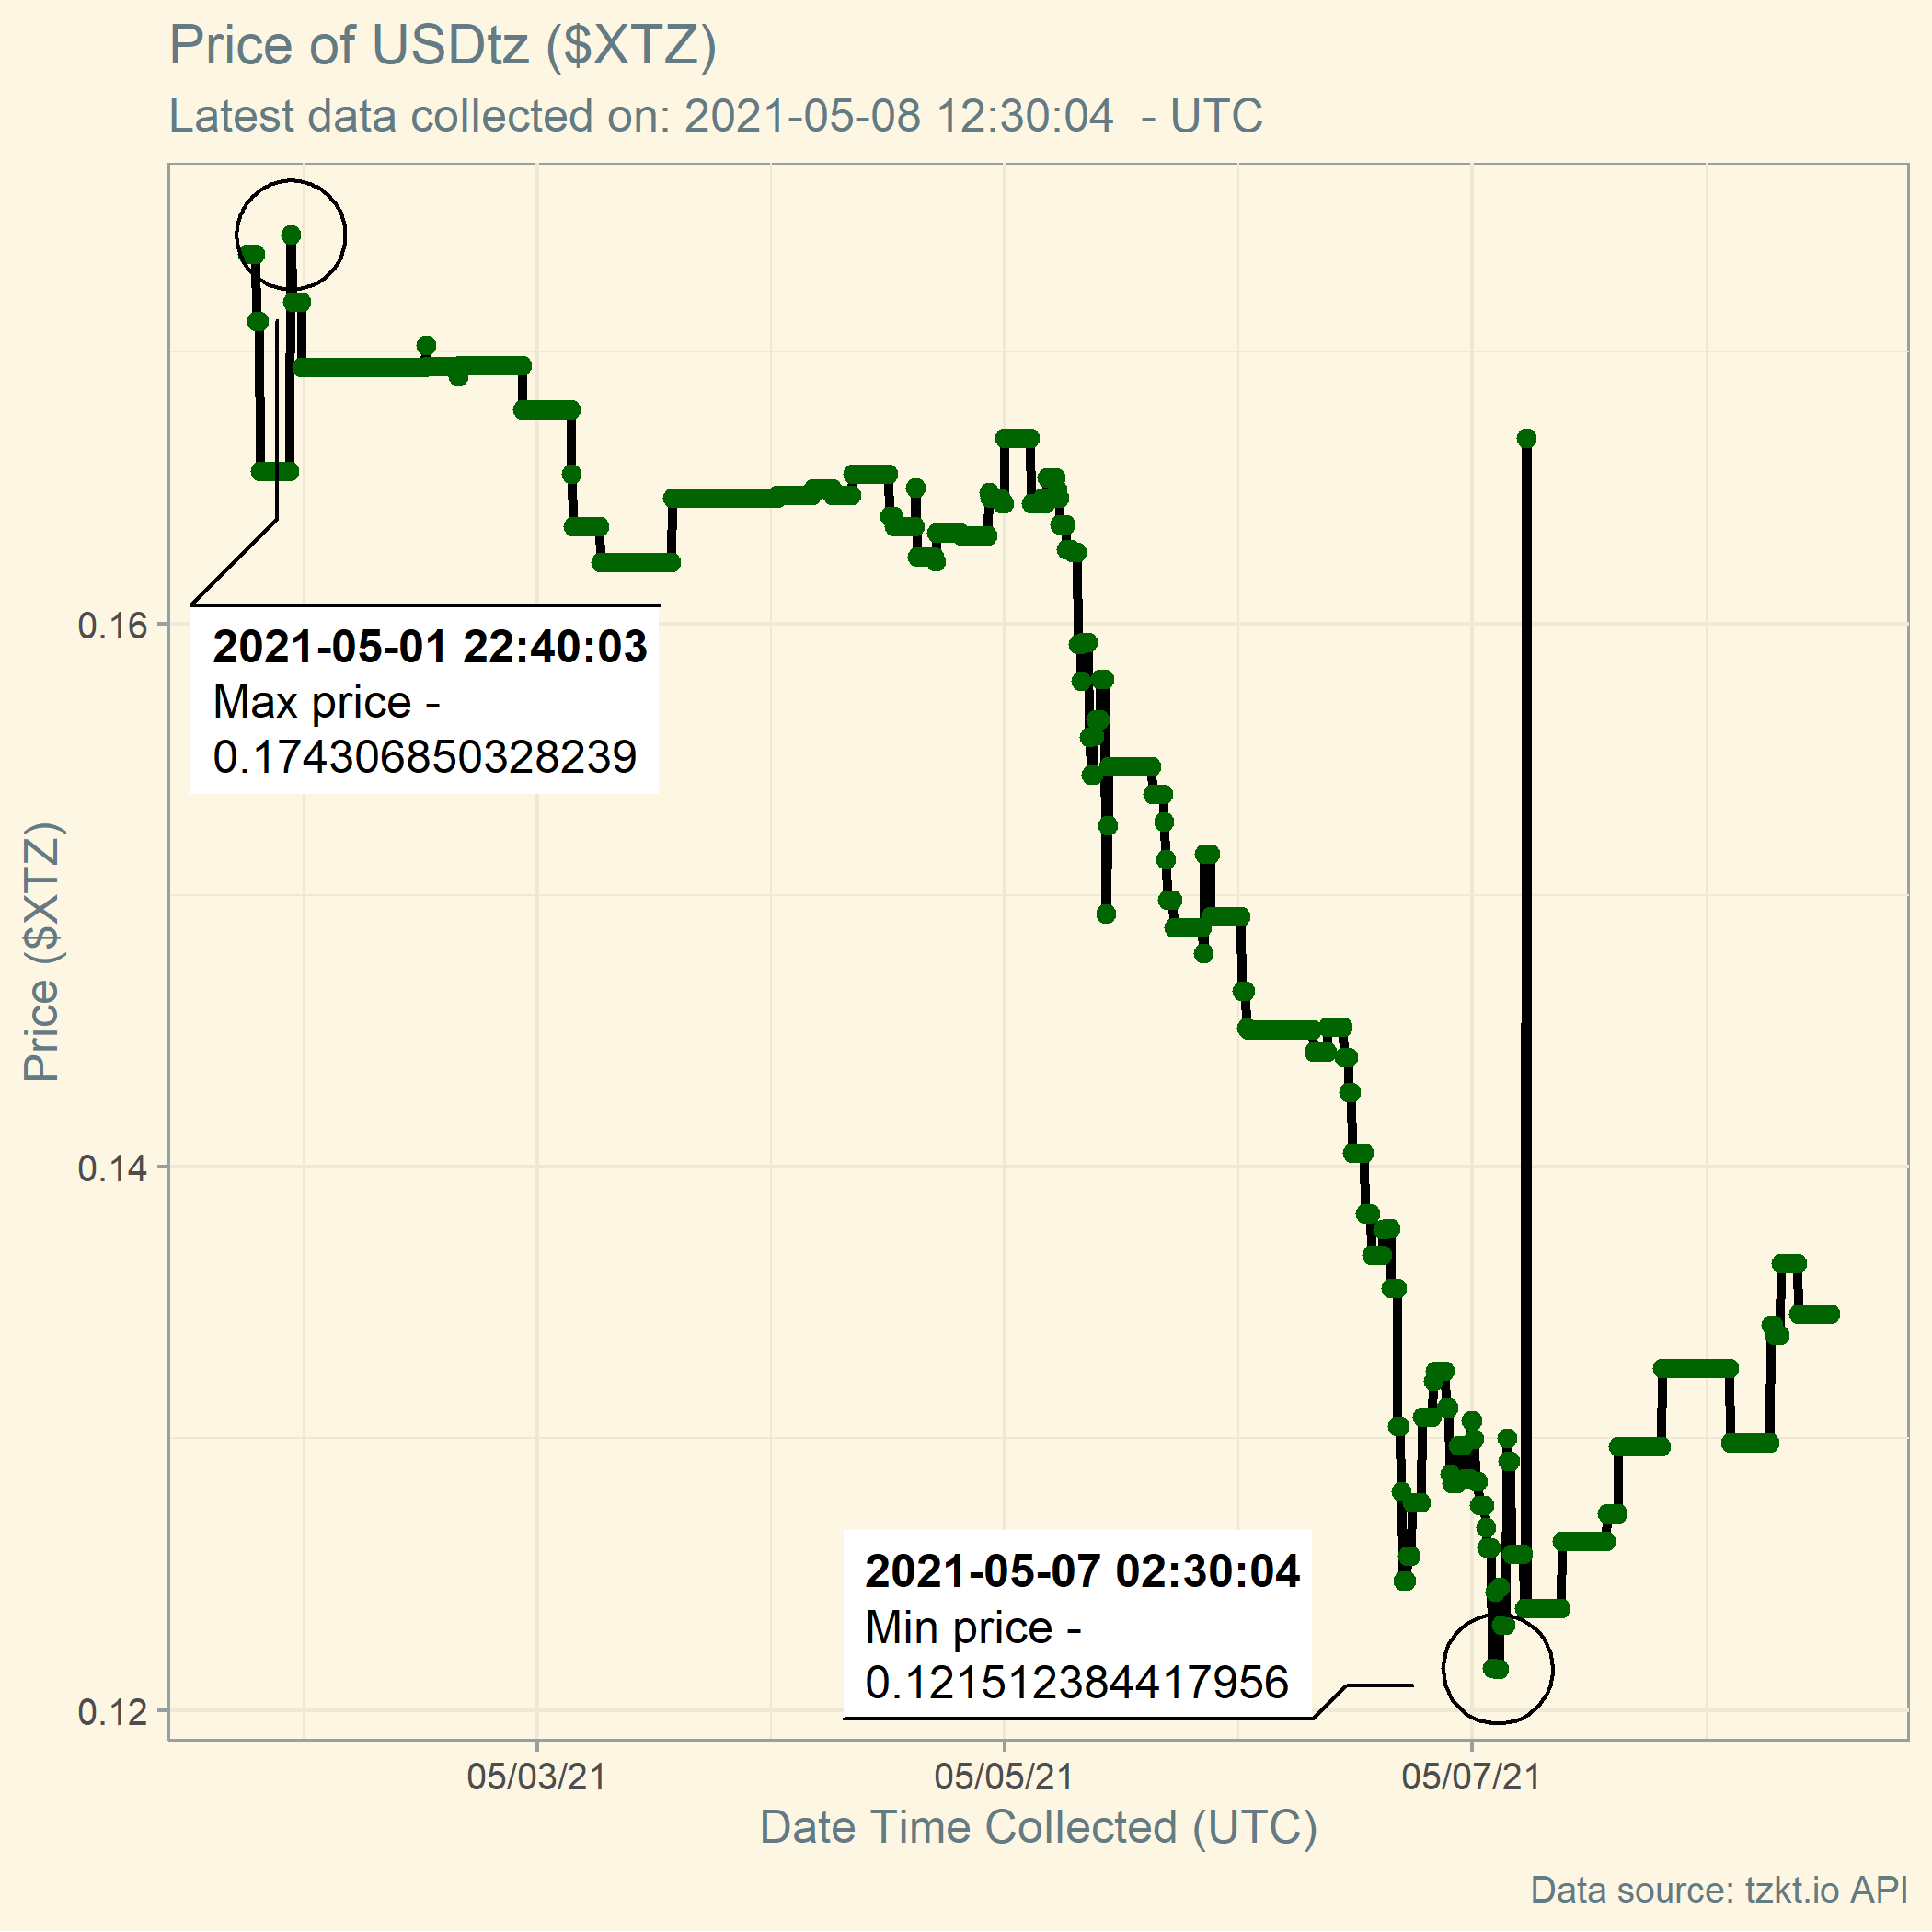 Price of USDtz ($XTZ)
Latest data collected on: 2021-05-08 12:30:04  - UTC
2021-05-01 22:40:03
Max price -
0.174306850328239
0.16
0.14
0.12
Price ($XTZ)
2021-05-07 02:30:04
Min price -
0.121512384417956
05/03/21
05/05/21
05/07/21
Date Time Collected (UTC)
Data source: tzkt.io API